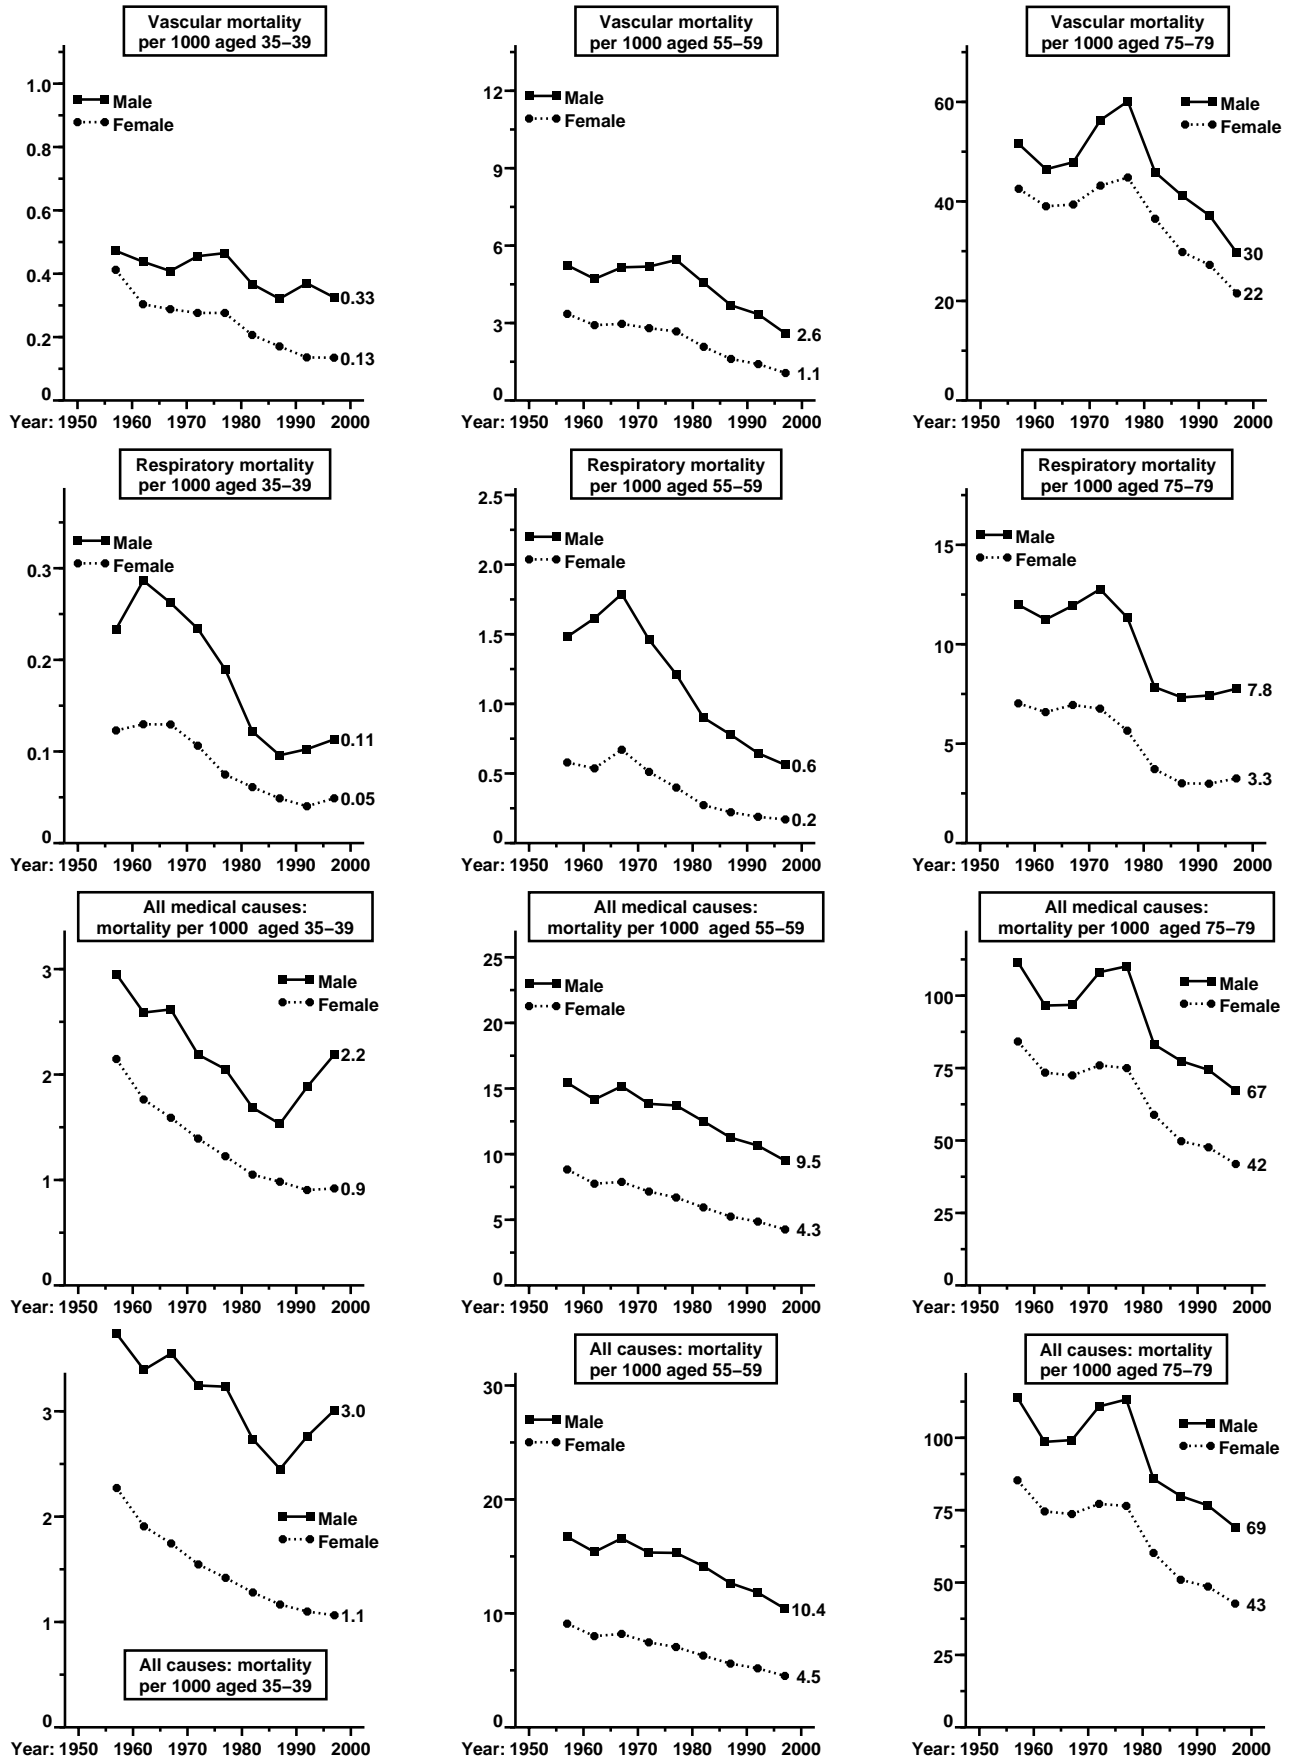 Vascular mortality
per 1000 aged 35–39
1.0
0.8
0.6
0.4
0.2
0
Male
Female
0.33
0.13
Year: 1950 1960 1970 1980 1990 2000
Vascular mortality
per 1000 aged 55–59
12
9
6
3
0
Male
Female
2.6
1.1
Year: 1950 1960 1970 1980 1990 2000
Vascular mortality
per 1000 aged 75–79
60
40
20
0
Male
Female
30
22
Year: 1950 1960 1970 1980 1990 2000
Respiratory mortality
per 1000 aged 35–39
0.3
0.2
0.1
0
Male
Female
0.11
0.05
Year: 1950 1960 1970 1980 1990 2000
Respiratory mortality
per 1000 aged 55–59
2.5
2.0
1.5
1.0
0.5
0
Male
Female
0.6
0.2
Year: 1950 1960 1970 1980 1990 2000
Respiratory mortality
per 1000 aged 75–79
15
10
5
0
Male
Female
7.8
3.3
Year: 1950 1960 1970 1980 1990 2000
All medical causes:
mortality per 1000 aged 35–39
3
2
1
0
Male
Female
2.2
0.9
Year: 1950 1960 1970 1980 1990 2000
All medical causes:
mortality per 1000 aged 55–59
25
20
15
10
5
0
Male
Female
9.5
4.3
Year: 1950 1960 1970 1980 1990 2000
All medical causes:
mortality per 1000 aged 75–79
100
75
50
25
0
Male
Female
67
42
Year: 1950 1960 1970 1980 1990 2000
3
2
1
0
3.0
Male
Female
1.1
All causes: mortality
per 1000 aged 35–39
Year: 1950 1960 1970 1980 1990 2000
All causes: mortality
per 1000 aged 55–59
30
20
10
0
Male
Female
10.4
4.5
Year: 1950 1960 1970 1980 1990 2000
All causes: mortality
per 1000 aged 75–79
100
75
50
25
0
Male
Female
69
43
Year: 1950 1960 1970 1980 1990 2000